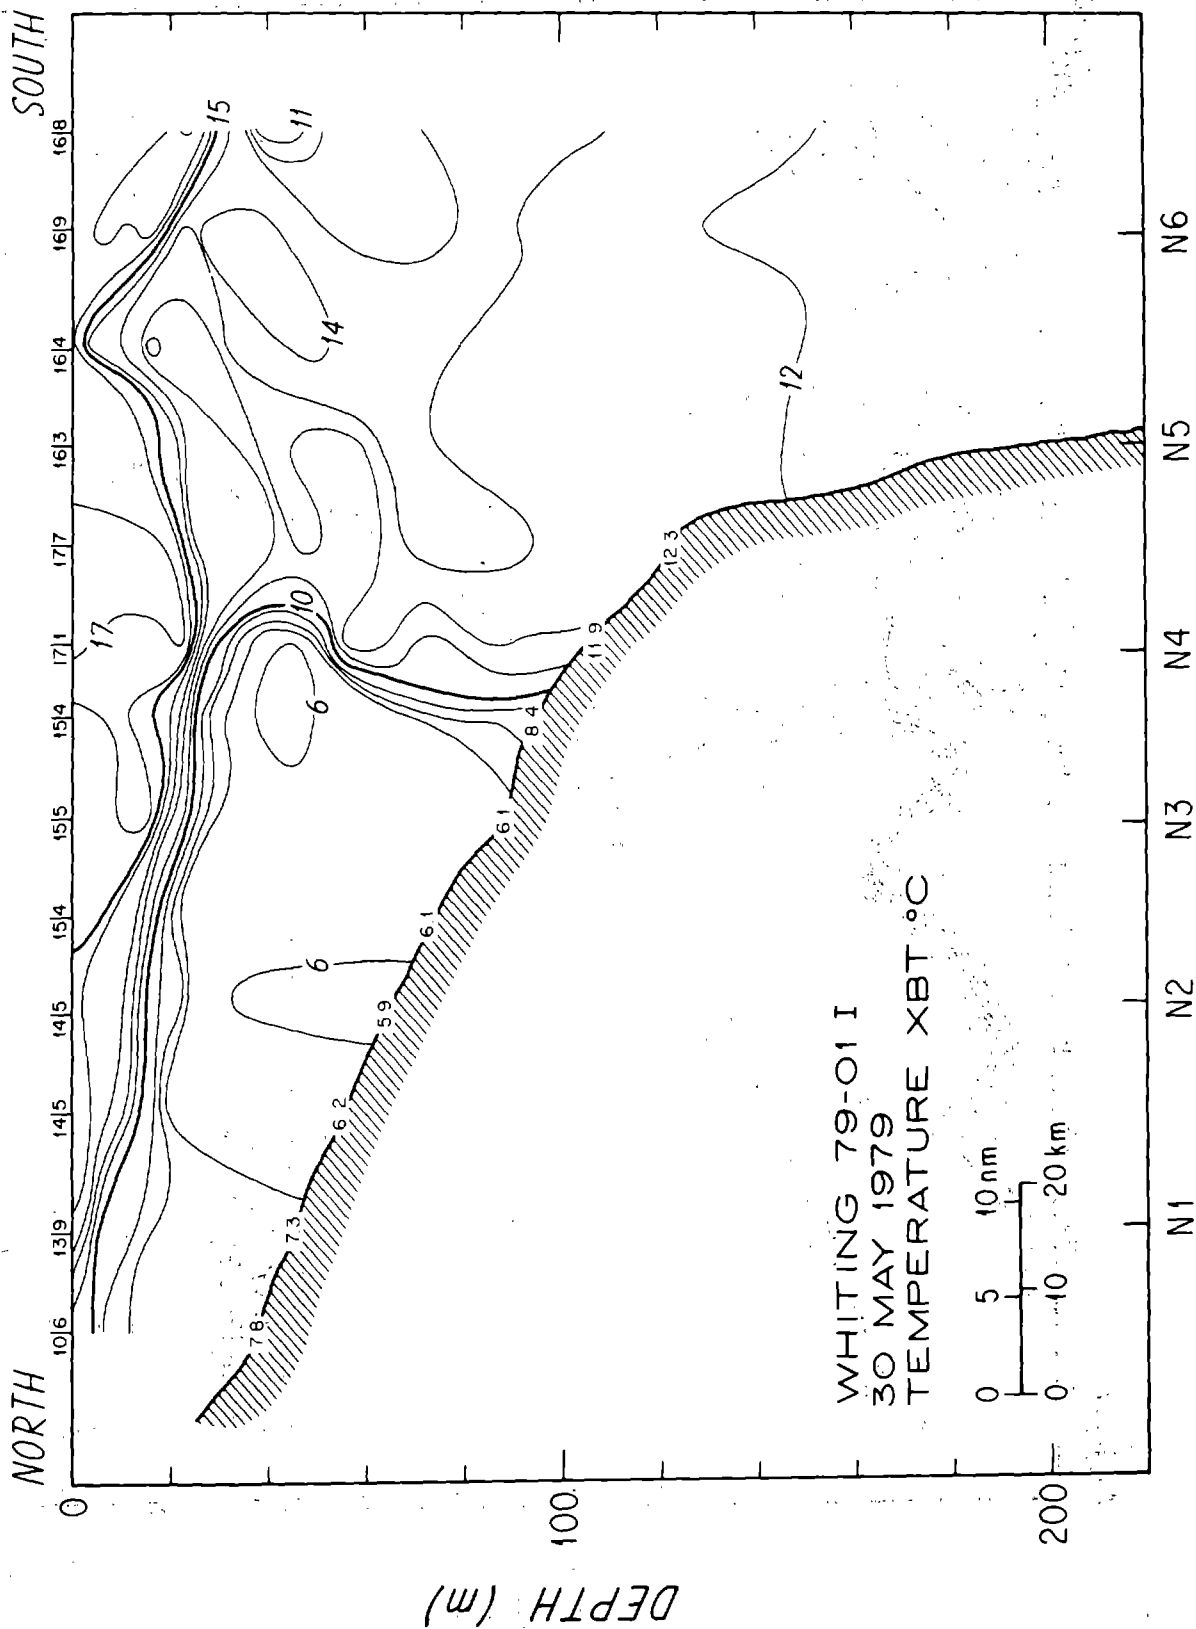 NORTH SOUTH
10|6 13|9 14|5 14|5 15|4 15|5 15|4 17|1 17|7 16|3 16|4 16|9 16|8
0
100
200
DEPTH (m)
17
15
11
14
10
6
6
12
7 8
7 3
6 2
5 9
6 1
6 1
8 4
11 9
12 3
WHITING 79-01 I
30 MAY 1979
TEMPERATURE XBT °C
0 5 10 nm
0 10 20 km
N1 N2 N3 N4 N5 N6